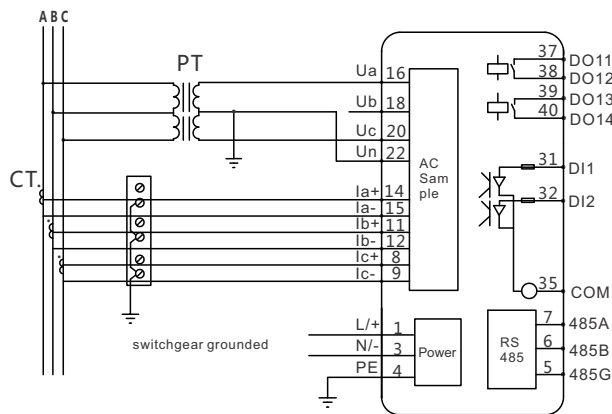 A B C
PT
CT.
Ua 16
Ub 18
Uc 20
Un 22
Ia+ 14
Ia- 15
Ib+ 11
Ib- 12
Ic+ 8
Ic- 9
AC
Sam
ple
37 DO11
38 DO12
39 DO13
40 DO14
31 DI1
32 DI2
35 COM
switchgear grounded
L/+ 1
N/- 3
PE 4
Power
RS
485
7 485A
6 485B
5 485G